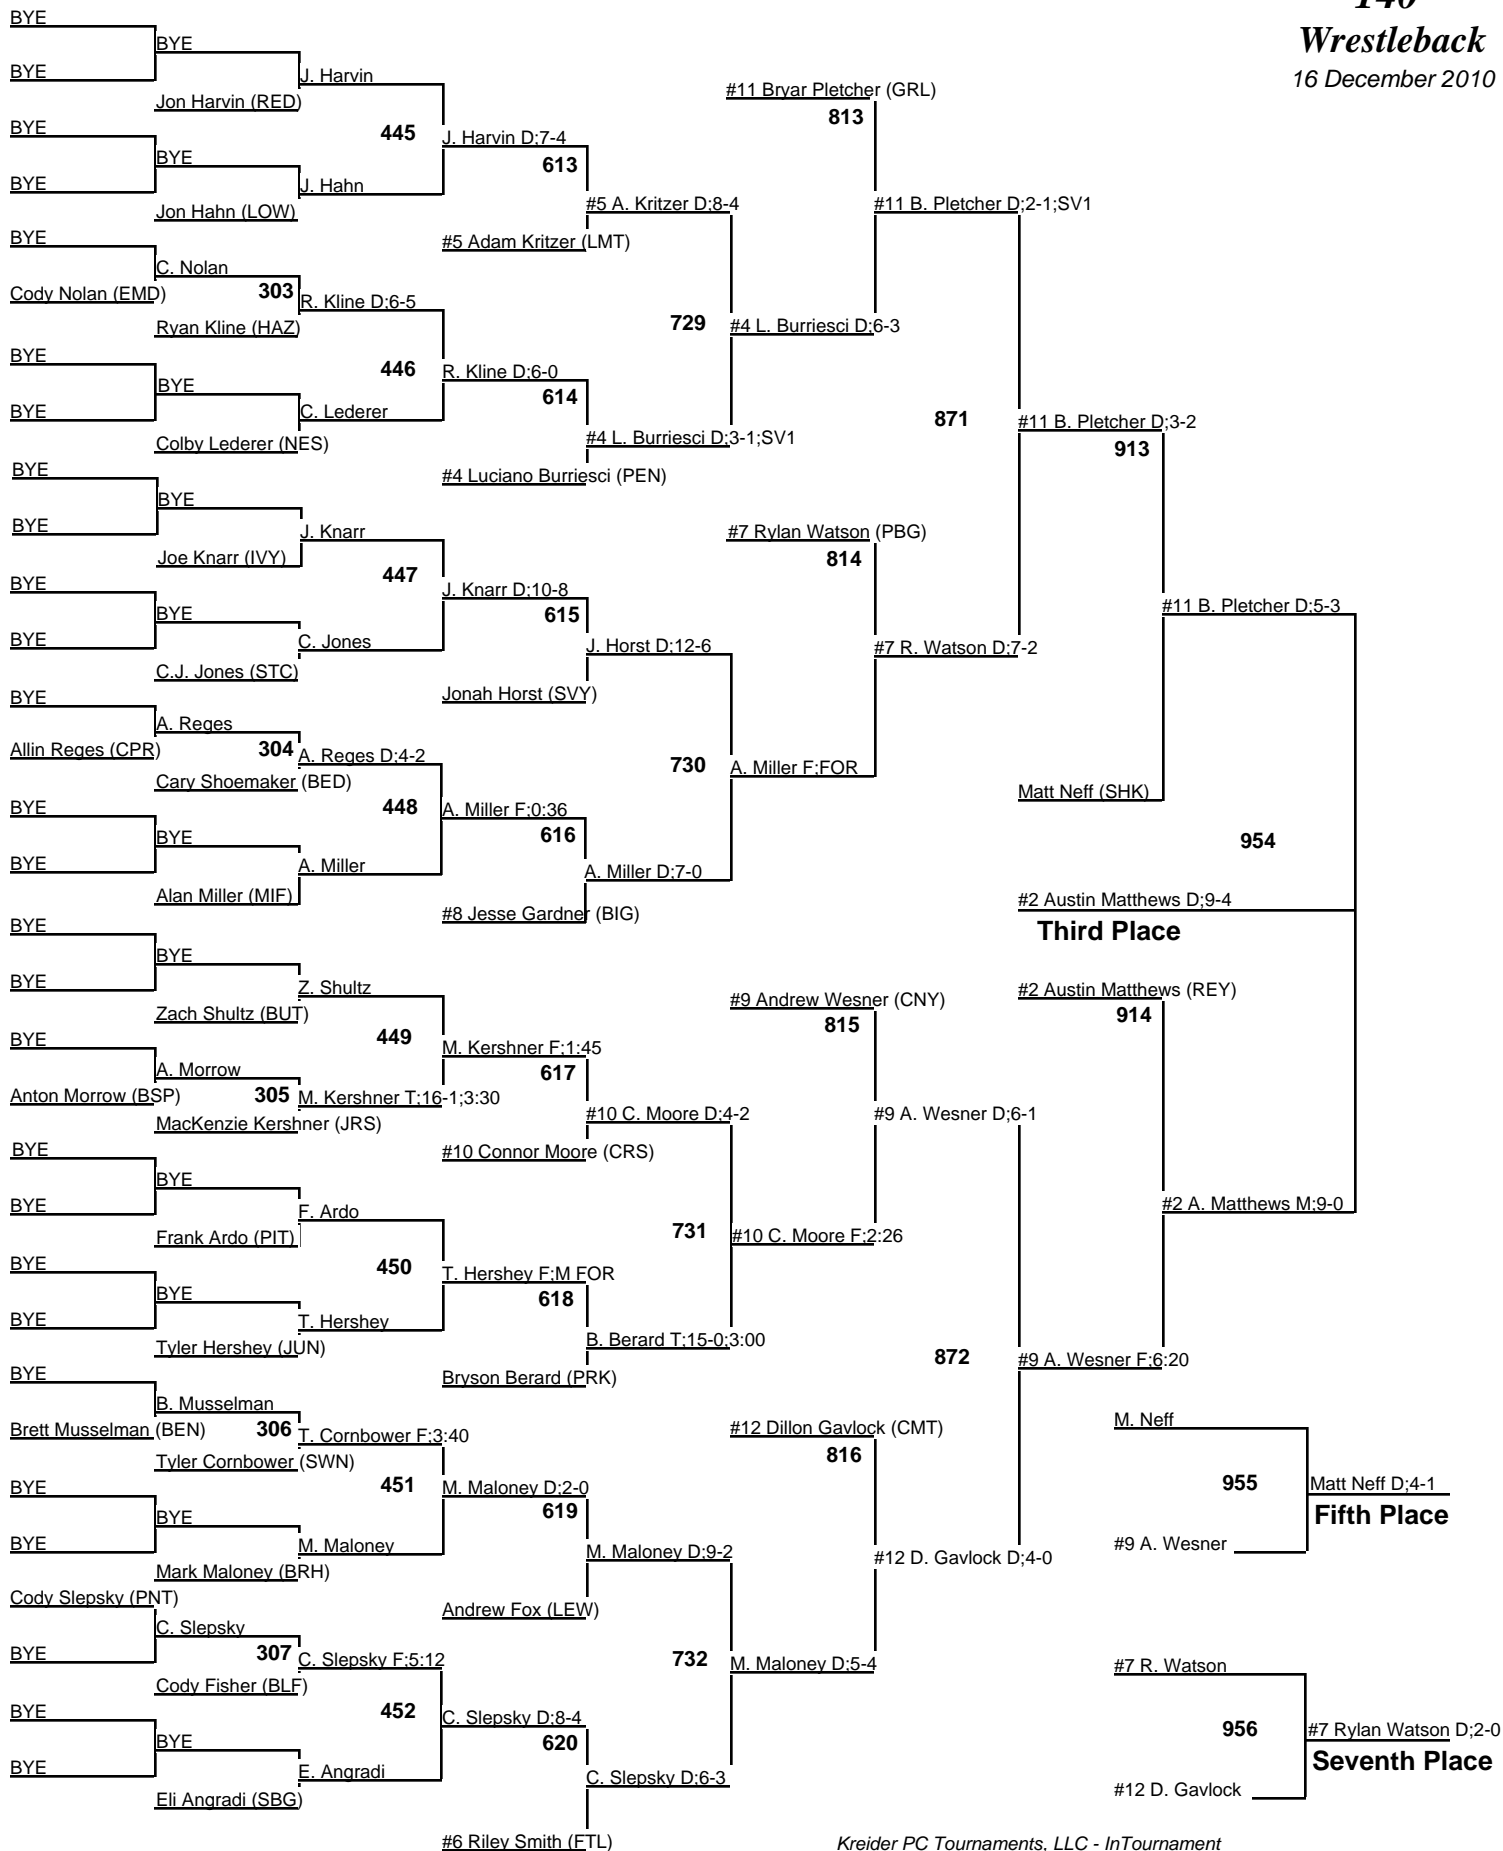 140
Wrestleback
16 December 2010
BYE
BYE
BYE
J. Harvin
Jon Harvin (RED)
#11 Bryar Pletcher (GRL)
813
BYE
445
J. Harvin D;7-4
BYE
613
BYE
J. Hahn
Jon Hahn (LOW)
#5 A. Kritzer D;8-4
#11 B. Pletcher D;2-1;SV1
BYE
#5 Adam Kritzer (LMT)
C. Nolan
Cody Nolan (EMD)
303
R. Kline D;6-5
Ryan Kline (HAZ)
729
#4 L. Burriesci D;6-3
BYE
446
R. Kline D;6-0
BYE
614
BYE
C. Lederer
871
#11 B. Pletcher D;3-2
Colby Lederer (NES)
#4 L. Burriesci D;3-1;SV1
913
BYE
#4 Luciano Burriesci (PEN)
BYE
BYE
J. Knarr
#7 Rylan Watson (PBG)
Joe Knarr (IVY)
814
BYE
447
J. Knarr D;10-8
BYE
615
#11 B. Pletcher D;5-3
BYE
C. Jones
J. Horst D;12-6
#7 R. Watson D;7-2
C.J. Jones (STC)
BYE
Jonah Horst (SVY)
A. Reges
Allin Reges (CPR)
304
A. Reges D;4-2
730
A. Miller F;FOR
Cary Shoemaker (BED)
Matt Neff (SHK)
BYE
448
A. Miller F;0:36
BYE
616
954
BYE
A. Miller
A. Miller D;7-0
Alan Miller (MIF)
#8 Jesse Gardner (BIG)
#2 Austin Matthews D;9-4
Third Place
BYE
BYE
BYE
Z. Shultz
#2 Austin Matthews (REY)
Zach Shultz (BUT)
#9 Andrew Wesner (CNY)
914
815
BYE
449
M. Kershner F;1:45
A. Morrow
617
Anton Morrow (BSP)
305
M. Kershner T;16-1;3:30
#10 C. Moore D;4-2
#9 A. Wesner D;6-1
MacKenzie Kershner (JRS)
BYE
#10 Connor Moore (CRS)
BYE
BYE
F. Ardo
#2 A. Matthews M;9-0
Frank Ardo (PIT)
731
#10 C. Moore F;2:26
BYE
450
T. Hershey F;M FOR
BYE
618
BYE
T. Hershey
Tyler Hershey (JUN)
B. Berard T;15-0;3:00
872
#9 A. Wesner F;6:20
BYE
Bryson Berard (PRK)
B. Musselman
Brett Musselman (BEN)
306
T. Cornbower F;3:40
#12 Dillon Gavlock (CMT)
M. Neff
Tyler Cornbower (SWN)
816
BYE
451
M. Maloney D;2-0
955
Matt Neff D;4-1
BYE
619
Fifth Place
BYE
M. Maloney
M. Maloney D;9-2
#12 D. Gavlock D;4-0
#9 A. Wesner
Mark Maloney (BRH)
Cody Slepsky (PNT)
Andrew Fox (LEW)
C. Slepsky
BYE
307
C. Slepsky F;5:12
732
M. Maloney D;5-4
#7 R. Watson
Cody Fisher (BLF)
BYE
452
C. Slepsky D;8-4
BYE
620
956
#7 Rylan Watson D;2-0
BYE
E. Angradi
C. Slepsky D;6-3
Seventh Place
Eli Angradi (SBG)
#12 D. Gavlock
#6 Riley Smith (FTL)
Kreider PC Tournaments, LLC - InTournament